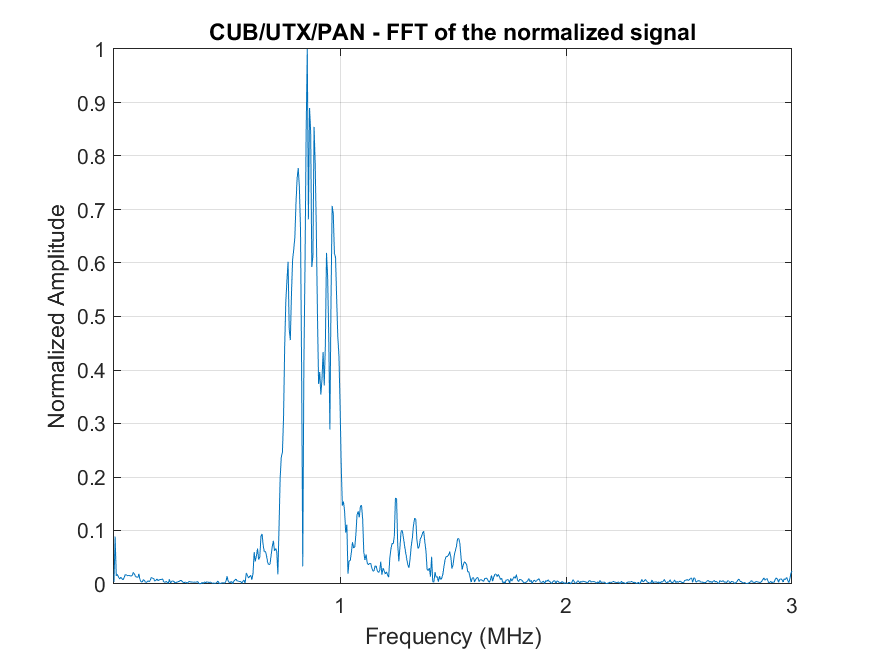 CUB/UTX/PAN - FFT of the normalized signal
1
0.9
0.8
0.7
0.6
0.5
0.4
0.3
0.2
0.1
0
Normalized Amplitude
1 2 3
Frequency (MHz)